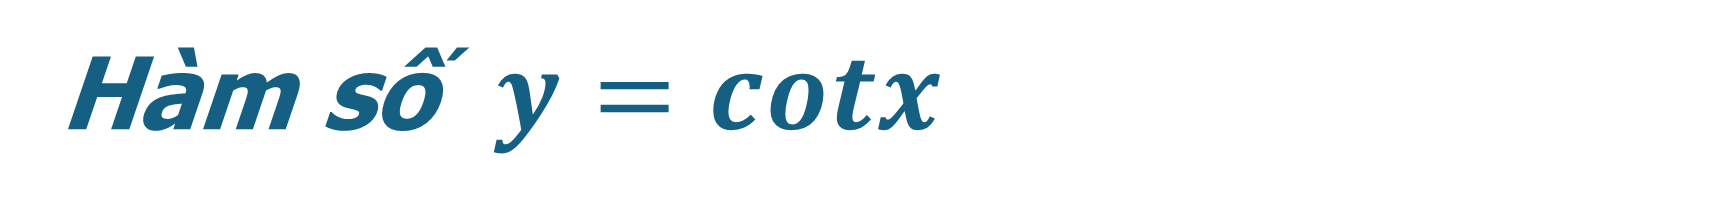 Hàm số y = cotx